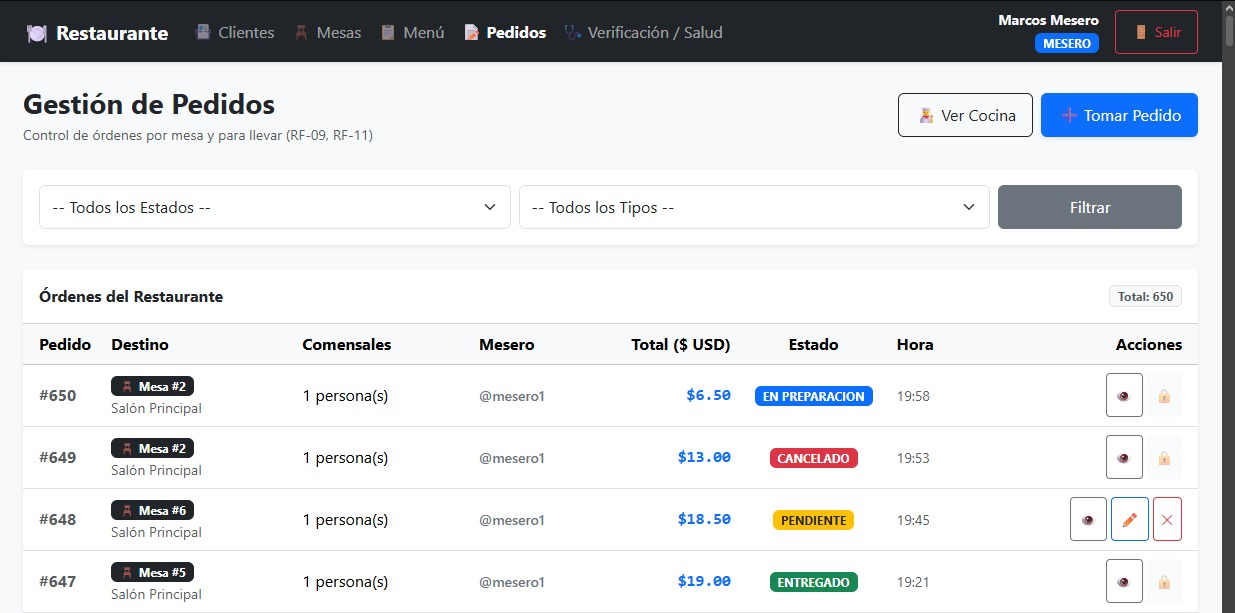 Restaurante Clientes Mesas Menú Pedidos Verificación / Salud
Marcos Mesero
MESERO
Salir
Gestión de Pedidos
Control de órdenes por mesa y para llevar (RF-09, RF-11)
Ver Cocina
Tomar Pedido
-- Todos los Estados --
-- Todos los Tipos --
Filtrar
Órdenes del Restaurante
Total: 650
Pedido Destino Comensales Mesero Total ($ USD) Estado Hora Acciones
#650 Mesa #2 1 persona(s) @mesero1 $6.50 EN PREPARACION 19:58
Salón Principal
#649 Mesa #2 1 persona(s) @mesero1 $13.00 CANCELADO 19:53
Salón Principal
#648 Mesa #6 1 persona(s) @mesero1 $18.50 PENDIENTE 19:45
Salón Principal
#647 Mesa #5 1 persona(s) @mesero1 $19.00 ENTREGADO 19:21
Salón Principal